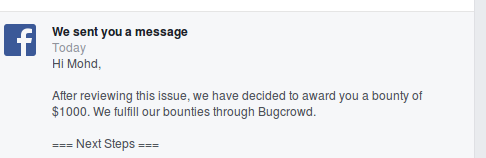 We sent you a message
Today
Hi Mohd,
After reviewing this issue, we have decided to award you a bounty of
$1000. We fulfill our bounties through Bugcrowd.
=== Next Steps ===